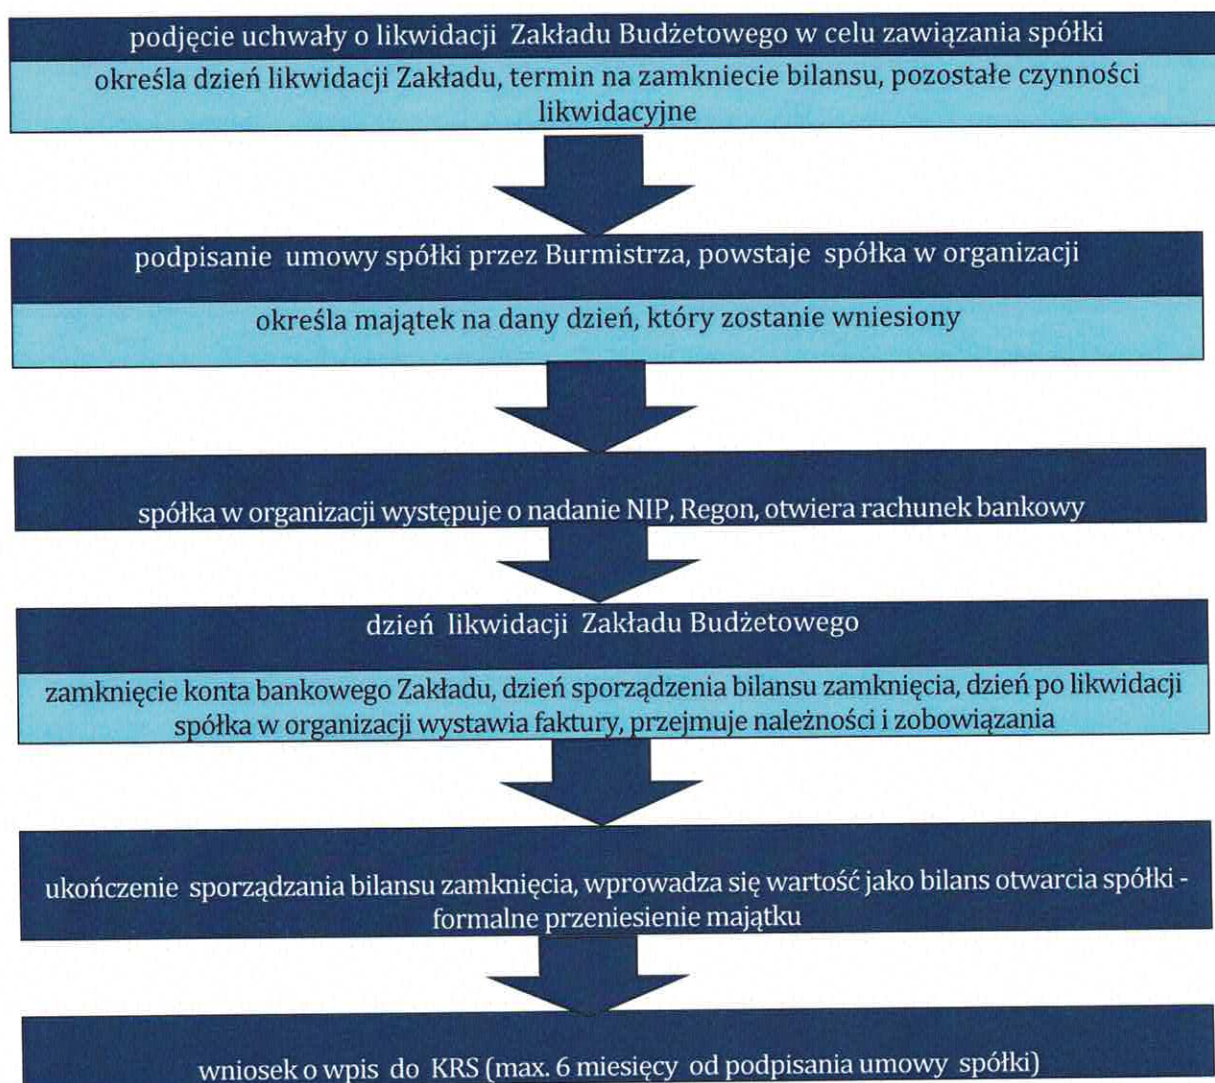 podjęcie uchwały o likwidacji Zakładu Budżetowego w celu zawiązania spółki
określa dzień likwidacji Zakładu, termin na zamkniecie bilansu, pozostałe czynności
likwidacyjne
podpisanie umowy spółki przez Burmistrza, powstaje spółka w organizacji
określa majątek na dany dzień, który zostanie wniesiony
spółka w organizacji występuje o nadanie NIP, Regon, otwiera rachunek bankowy
dzień likwidacji Zakładu Budżetowego
zamknięcie konta bankowego Zakładu, dzień sporządzenia bilansu zamknięcia, dzień po likwidacji
spółka w organizacji wystawia faktury, przejmuje należności i zobowiązania
ukończenie sporządzania bilansu zamknięcia, wprowadza się wartość jako bilans otwarcia spółki -
formalne przeniesienie majątku
wniosek o wpis do KRS (max. 6 miesięcy od podpisania umowy spółki)